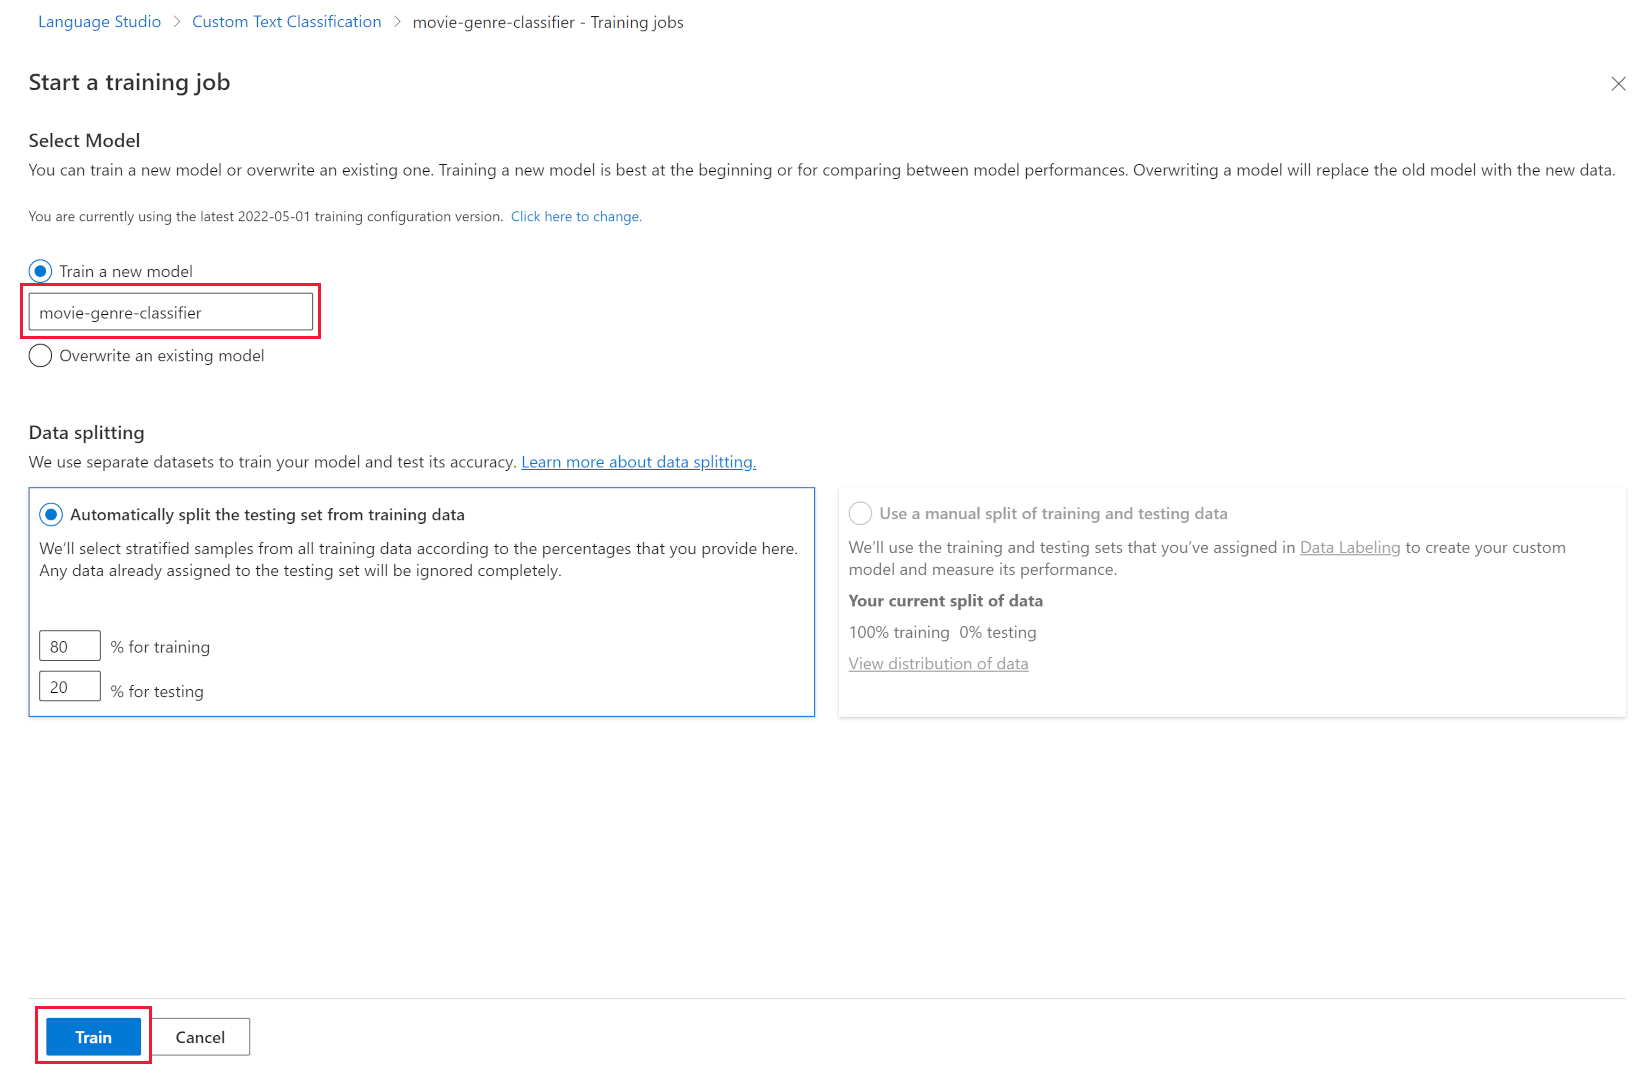 Language Studio > Custom Text Classification > movie-genre-classifier - Training jobs
Start a training job
Select Model
You can train a new model or overwrite an existing one. Training a new model is best at the beginning or for comparing between model performances. Overwriting a model will replace the old model with the new data.
You are currently using the latest 2022-05-01 training configuration version. Click here to change.
Train a new model
movie-genre-classifier
Overwrite an existing model
Data splitting
We use separate datasets to train your model and test its accuracy. Learn more about data splitting.
Automatically split the testing set from training data
We'll select stratified samples from all training data according to the percentages that you provide here.
Any data already assigned to the testing set will be ignored completely.
80 % for training
20 % for testing
Use a manual split of training and testing data
We'll use the training and testing sets that you've assigned in Data Labeling to create your custom
model and measure its performance.
Your current split of data
100% training 0% testing
View distribution of data
Train Cancel